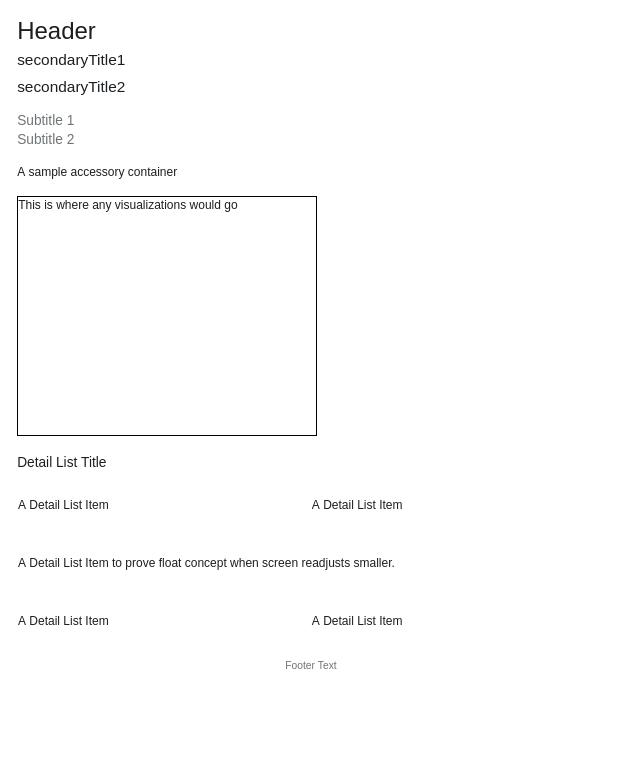 Header
secondaryTitle1
secondaryTitle2
Subtitle 1
Subtitle 2
A sample accessory container
This is where any visualizations would go
Detail List Title
A Detail List Item A Detail List Item
A Detail List Item to prove float concept when screen readjusts smaller.
A Detail List Item A Detail List Item
Footer Text